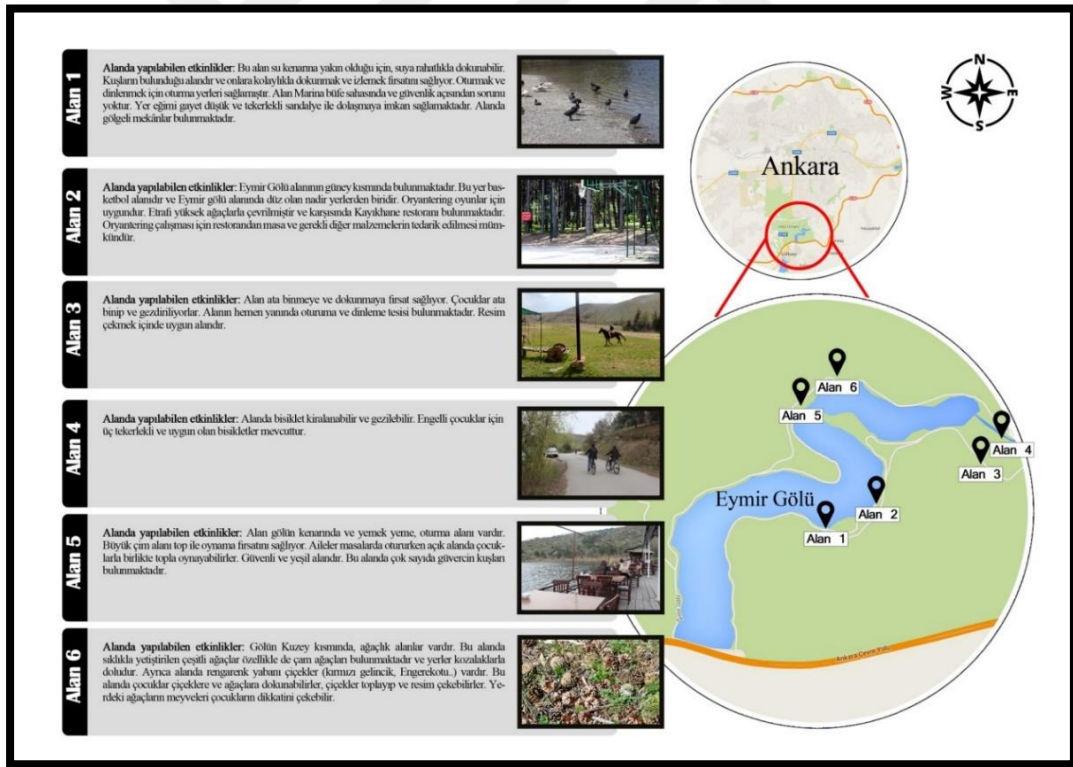 Alan 1
Alanda yapılabilen etkinlikler: Bu alan su kenarına yakın olduğu için, suya rahatlıkla dokunabilir.
Kuşların bulunduğu alandır ve onlara kolaylıkla dokunmak ve izlemek fırsatını sağlıyor. Oturmak ve
dinlenmek için oturma yerleri sağlamıştır. Alan Marina büfe sahasında ve güvenlik açısından sorunu
yoktur. Yer eğimi gayet düşük ve tekerlekli sandalye ile dolaşmaya imkan sağlamaktadır. Alanda
gölgeli mekânlar bulunmaktadır.
Alan 2
Alanda yapılabilen etkinlikler: Eymir Gölü alanının güney kısmında bulunmaktadır. Bu yer bas-
ketbol alanıdır ve Eymir gölü alanında düz olan nadir yerlerden biridir. Oryantering oyunlar için
uygundur. Etrafi yüksek ağaçlarla çevrilmiştir ve karşısında Kayıkhane restoranı bulunmaktadır.
Oryantering çalışması için restorandan masa ve gerekli diğer malzemelerin tedarik edilmesi müm-
kündür.
Alan 3
Alanda yapılabilen etkinlikler: Alan ata binmeye ve dokunmaya fırsat sağlıyor. Çocuklar ata
binip ve gezdiriliyorlar. Alanın hemen yanında oturuma ve dinleme tesisi bulunmaktadır. Resim
çekmek içinde uygun alandır.
Alan 4
Alanda yapılabilen etkinlikler: Alanda bisiklet kiralanabilir ve gezilebilir. Engelli çocuklar için
üç tekerlekli ve uygun olan bisikletler mevcuttur.
Alan 5
Alanda yapılabilen etkinlikler: Alan gölün kenarında ve yemek yeme, oturma alanı vardır.
Büyük çim alanı top ile oynama fırsatını sağlıyor. Aileler masalarda otururken açık alanda çocuk-
larla birlikte topla oynayabilirler. Güvenli ve yeşil alandır. Bu alanda çok sayıda güvercin kuşları
bulunmaktadır.
Alan 6
Alanda yapılabilen etkinlikler: Gölün Kuzey kısmında, ağaçlık alanlar vardır. Bu alanda
sıklıkla yetiştirilen çeşitli ağaçlar özellikle de çam ağaçları bulunmaktadır ve yerler kozalaklarla
doludur. Ayrıca alanda rengarenk yabani çiçekler (kırmızı gelincik, Engerekotu..) vardır. Bu
alanda çocuklar çiçeklere ve ağaçlara dokunabilirler, çiçekler toplayıp ve resim çekebilirler. Ye-
rdeki ağaçların meyveleri çocukların dikkatini çekebilir.
N
W
E
S
Ankara
Alan 6
Alan 5
Alan 4
Alan 3
Eymir Gölü
Alan 2
Alan 1
Ankara Çevre Yolu